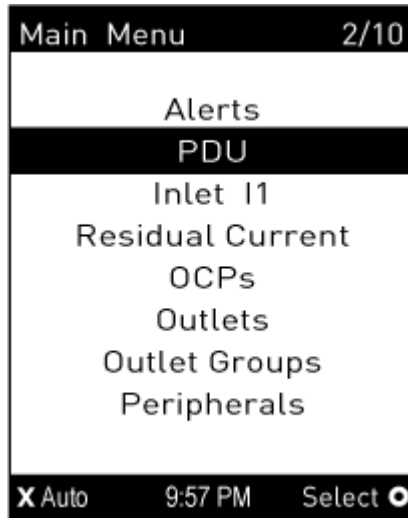 Main Menu 2/10
Alerts
PDU
Inlet I1
Residual Current
OCPs
Outlets
Outlet Groups
Peripherals
X Auto 9:57 PM Select O